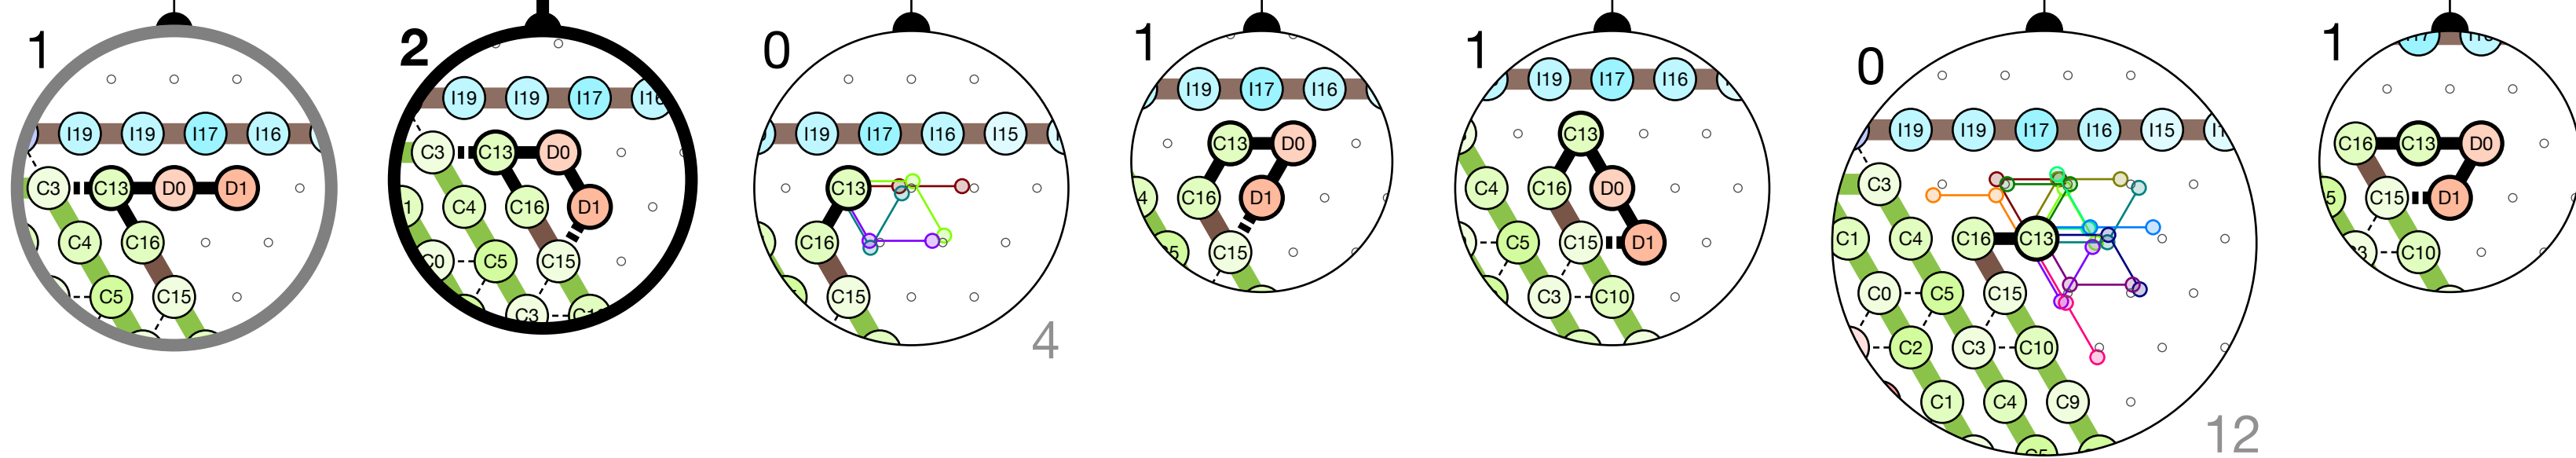 1
I19 I19 I17 I16
C3 C13 D0 D1
C4 C16
C5 C15
2
I19 I19 I17 I16
C3 C13 D0
C4 C16 D1
C0 C5 C15
C3
0
I19 I17 I16 I15
C13
C16
C15
4
1
I19 I17 I16
C13 D0
C16 D1
C15
1
I19 I17 I16
C13
C4 C16 D0
C5 C15 D1
C3 C10
0
I19 I19 I17 I16 I15
C3
C1 C4 C16 C13
C0 C5 C15
C2 C3 C10
C1 C4 C9
12
1
C16 C13 D0
C15 D1
C10